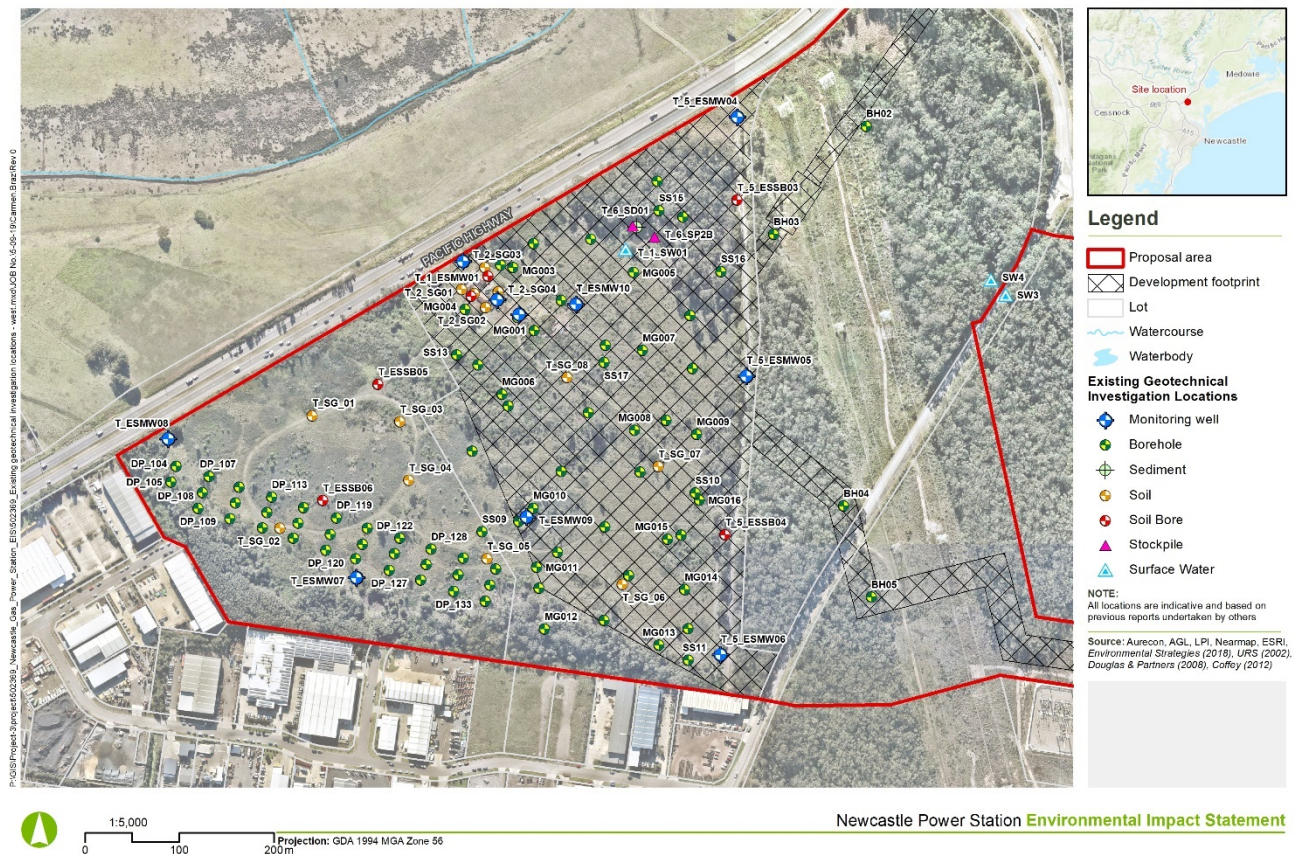 T_5_ESMW04
BH02
T_5_ESSB03
SS15
T_6_SD01
BH03
PACIFIC HIGHWAY
T_6_SP2B
T_1_SW01
T_2_SG03
MG003
MG005
SS16
T_1_ESMW01
T_2_SG01
T_2_SG04
T_ESMW10
MG004
T_2_SG02
MG001
SW4
SW3
SS13
MG007
T_5_ESMW05
T_SG_08
T_ESSB05
SS17
MG006
T_SG_01
T_SG_03
T_ESMW08
MG008
MG009
DP_104
DP_107
T_SG_04
T_SG_07
DP_105
DP_108
DP_113
T_ESSB06
SS10
MG010
MG016
BH04
DP_109
DP_119
SS09
T_ESMW09
T_5_ESSB04
DP_122
MG015
T_SG_02
DP_128
T_SG_05
DP_120
MG011
T_ESMW07
DP_127
MG014
BH05
T_SG_06
DP_133
MG012
MG013
T_5_ESMW06
SS11
Medowie
Site location
Cessnock
Newcastle
Legend
Proposal area
Development footprint
Lot
Watercourse
Waterbody
Existing Geotechnical
Investigation Locations
Monitoring well
Borehole
Sediment
Soil
Soil Bore
Stockpile
Surface Water
NOTE:
All locations are indicative and based on
previous reports undertaken by others
Source: Aurecon, AGL, LPI, Nearmap, ESRI,
Environmental Strategies (2018), URS (2002),
Douglas & Partners (2008), Coffey (2012)
1:5,000
0 100 200 m
Projection: GDA 1994 MGA Zone 56
Newcastle Power Station Environmental Impact Statement